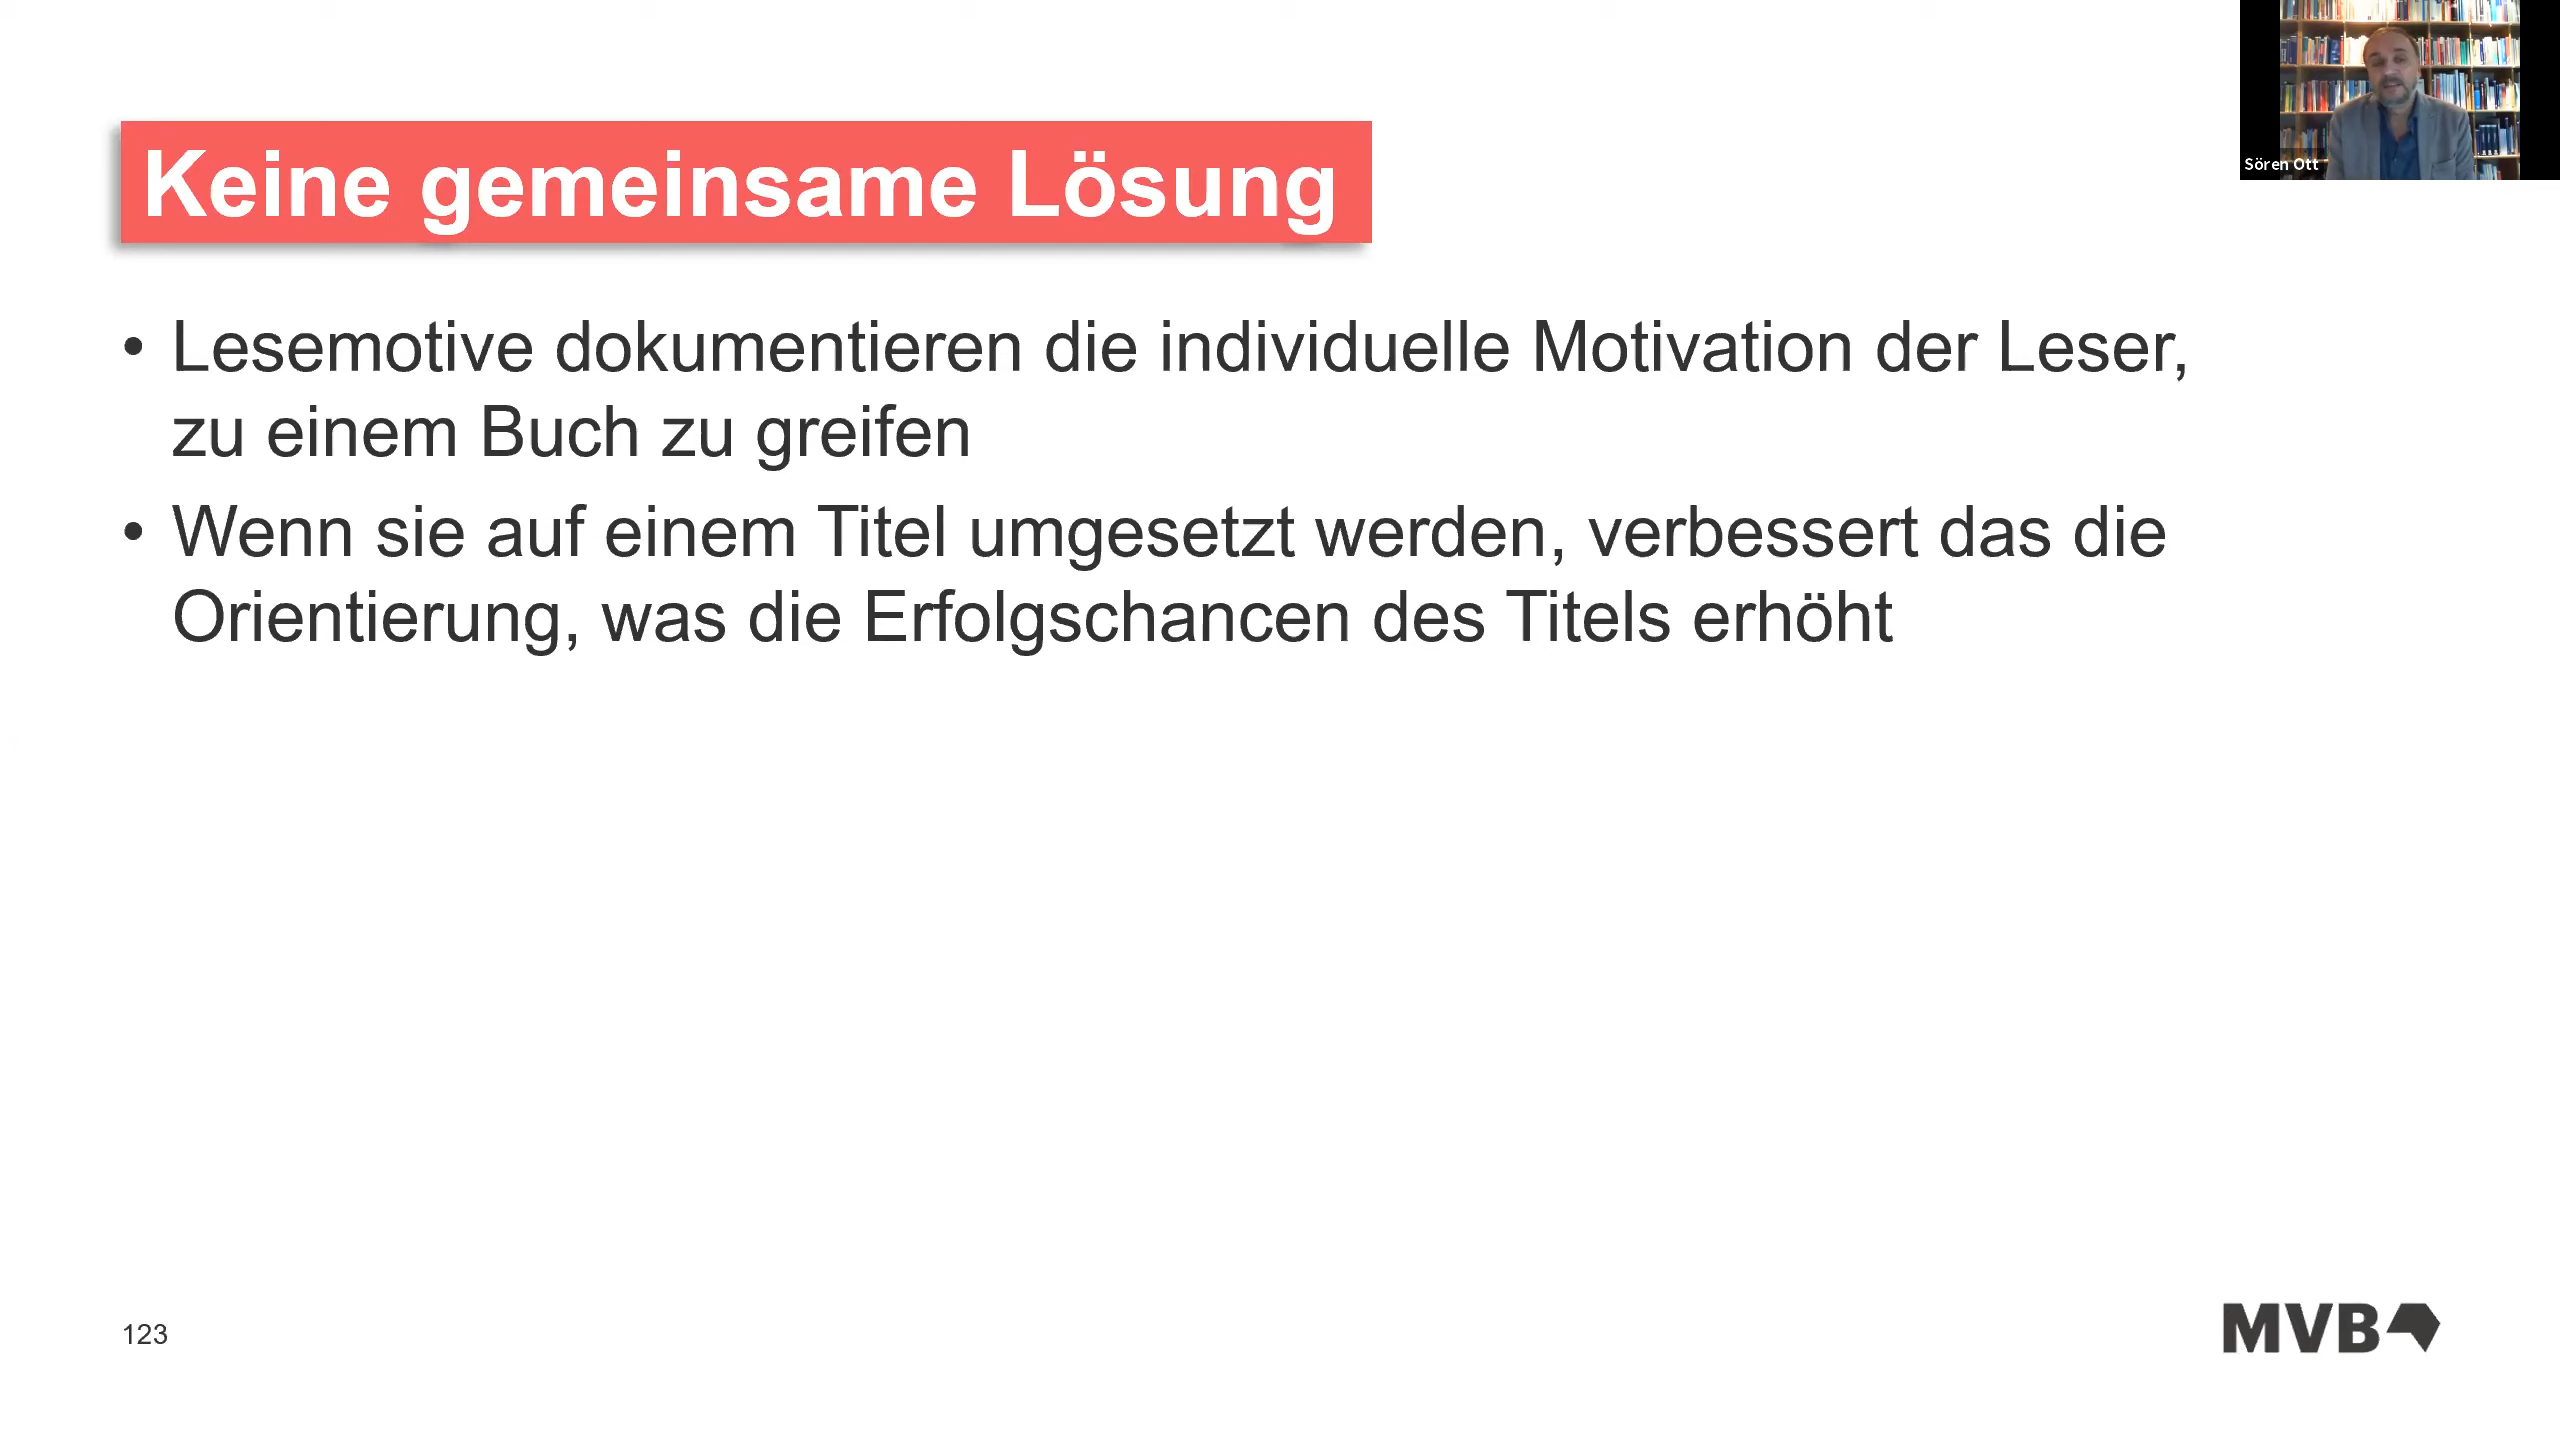 Keine gemeinsame Lösung
Sören Ott
• Lesemotive dokumentieren die individuelle Motivation der Leser,
zu einem Buch zu greifen
• Wenn sie auf einem Titel umgesetzt werden, verbessert das die
Orientierung, was die Erfolgschancen des Titels erhöht
123
MVB